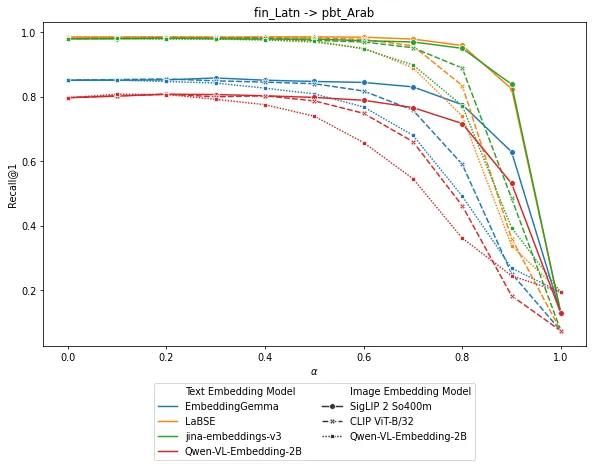 fin_Latn -> pbt_Arab
1.0
0.8
0.6
0.4
0.2
Recall@1
0.0 0.2 0.4 0.6 0.8 1.0
α
Text Embedding Model Image Embedding Model
EmbeddingGemma SigLIP 2 So400m
LaBSE CLIP ViT-B/32
jina-embeddings-v3 Qwen-VL-Embedding-2B
Qwen-VL-Embedding-2B